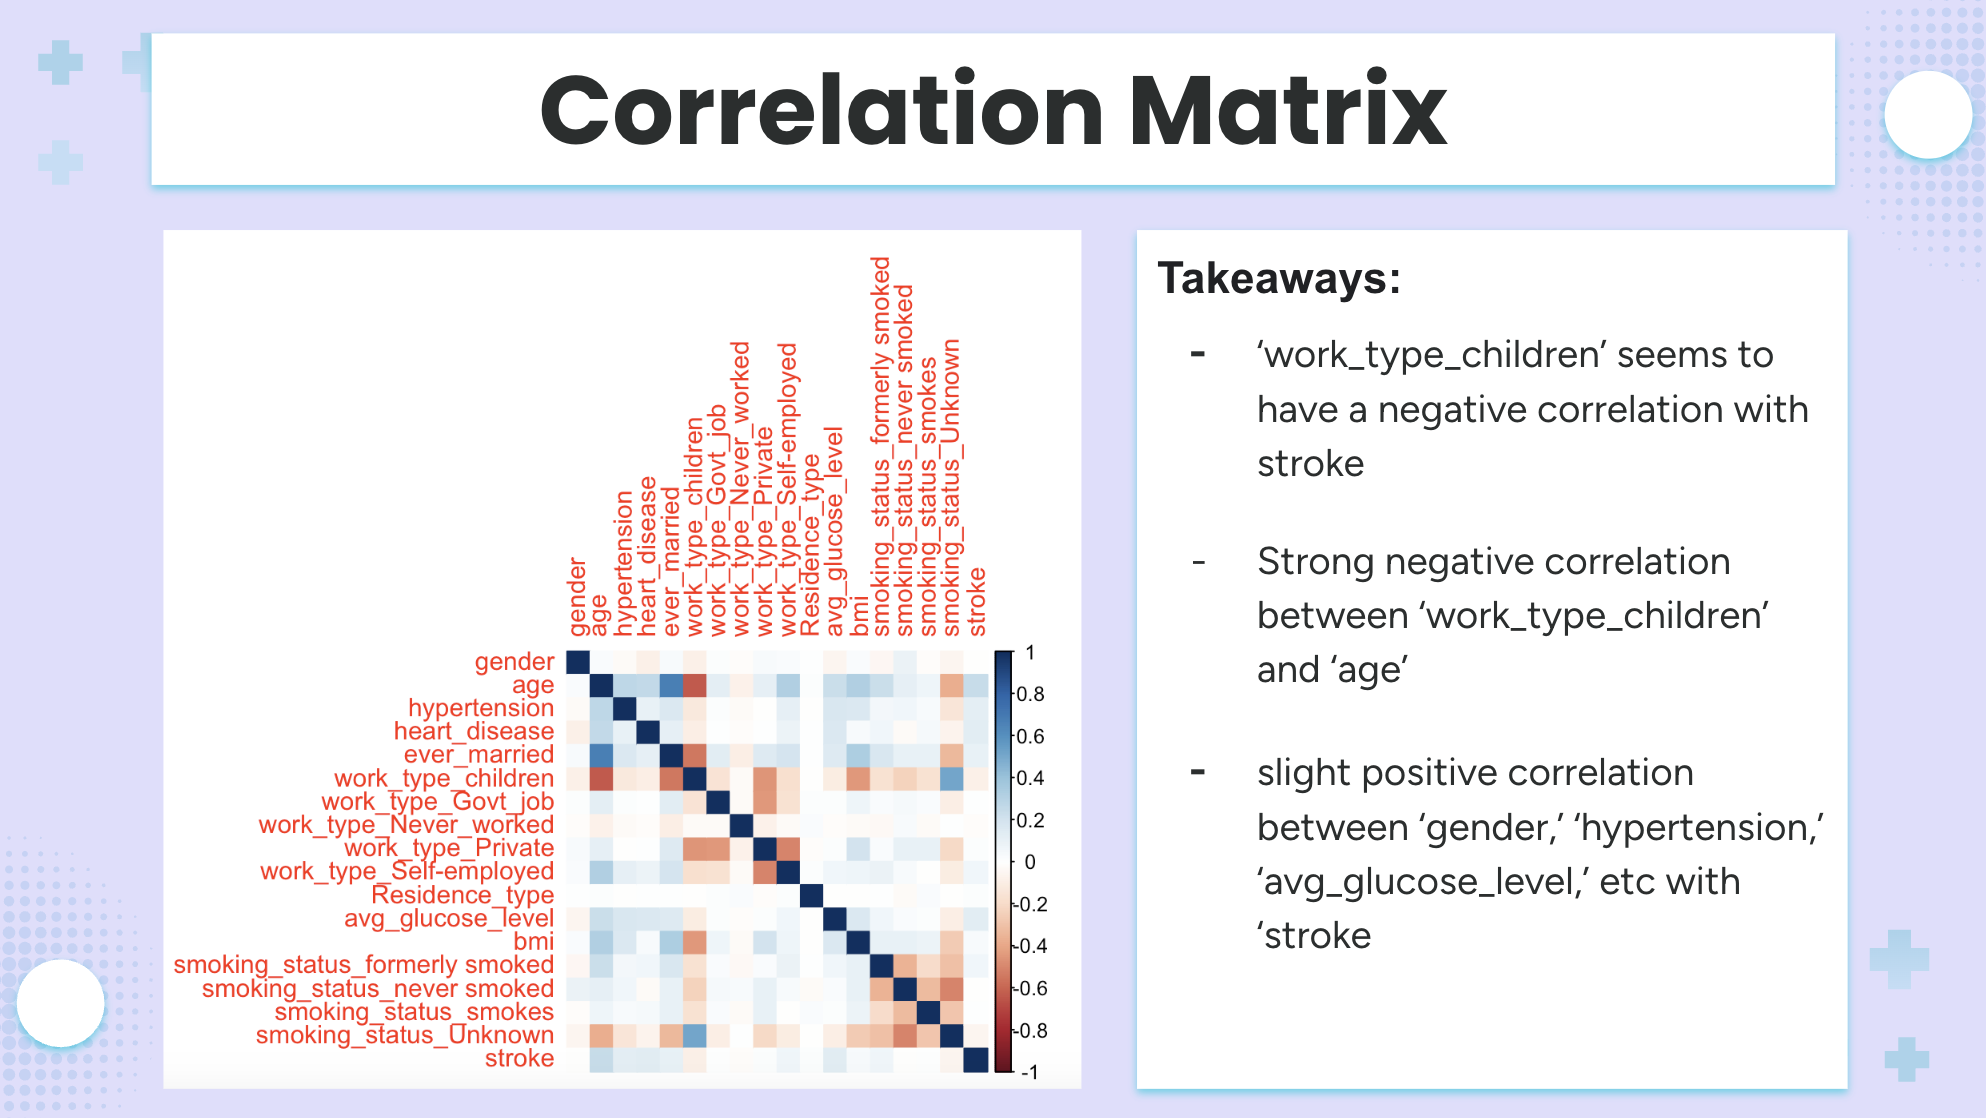 Correlation Matrix
gender
age
hypertension
heart_disease
ever_married
work_type_children
work_type_Govt_job
work_type_Never_worked
work_type_Private
work_type_Self-employed
Residence_type
avg_glucose_level
bmi
smoking_status_formerly smoked
smoking_status_never smoked
smoking_status_smokes
smoking_status_Unknown
stroke
gender
age
hypertension
heart_disease
ever_married
work_type_children
work_type_Govt_job
work_type_Never_worked
work_type_Private
work_type_Self-employed
Residence_type
avg_glucose_level
bmi
smoking_status_formerly smoked
smoking_status_never smoked
smoking_status_smokes
smoking_status_Unknown
stroke
1
0.8
0.6
0.4
0.2
0
-0.2
-0.4
-0.6
-0.8
-1
Takeaways:
- ‘work_type_children’ seems to
have a negative correlation with
stroke
- Strong negative correlation
between ‘work_type_children’
and ‘age’
- slight positive correlation
between ‘gender,’ ‘hypertension,’
‘avg_glucose_level,’ etc with
‘stroke